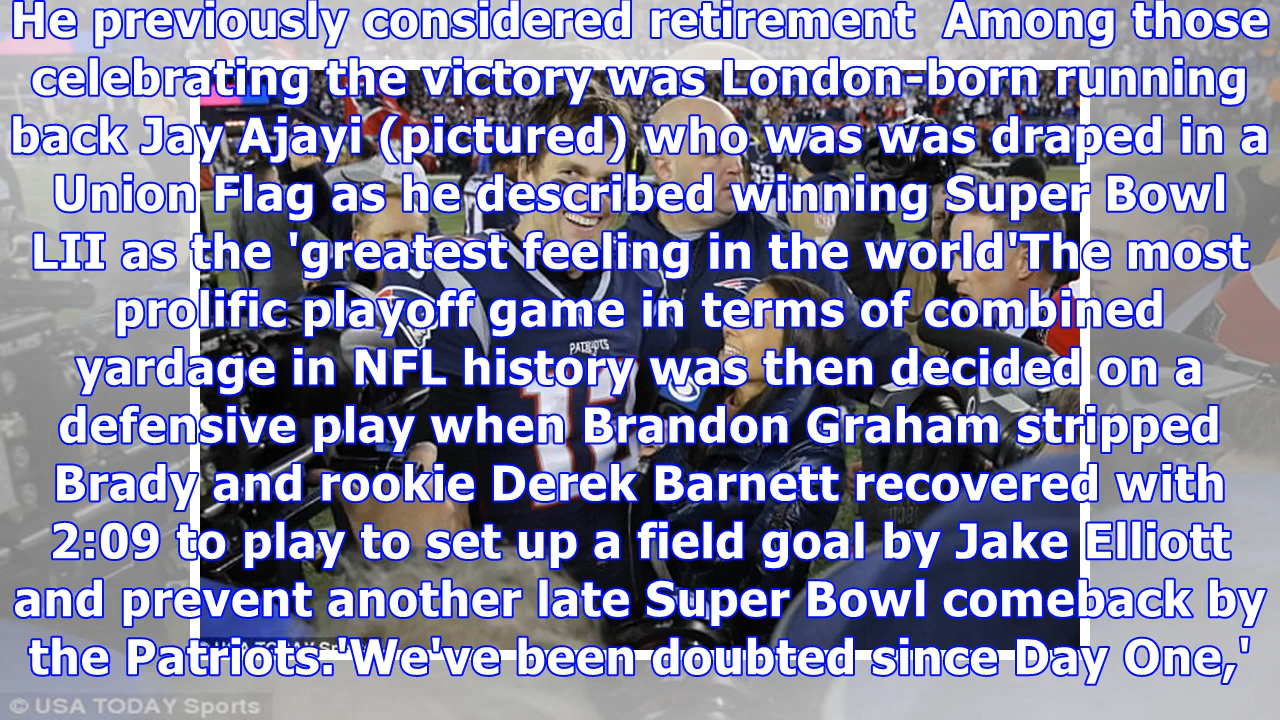 He previously considered retirement  Among those
celebrating the victory was London-born running
back Jay Ajayi (pictured) who was was draped in a
Union Flag as he described winning Super Bowl
LII as the 'greatest feeling in the world'The most
prolific playoff game in terms of combined
yardage in NFL history was then decided on a
defensive play when Brandon Graham stripped
Brady and rookie Derek Barnett recovered with
2:09 to play to set up a field goal by Jake Elliott
and prevent another late Super Bowl comeback by
the Patriots.'We've been doubted since Day One,'
PATRIOTS
12
© USA TODAY Sports